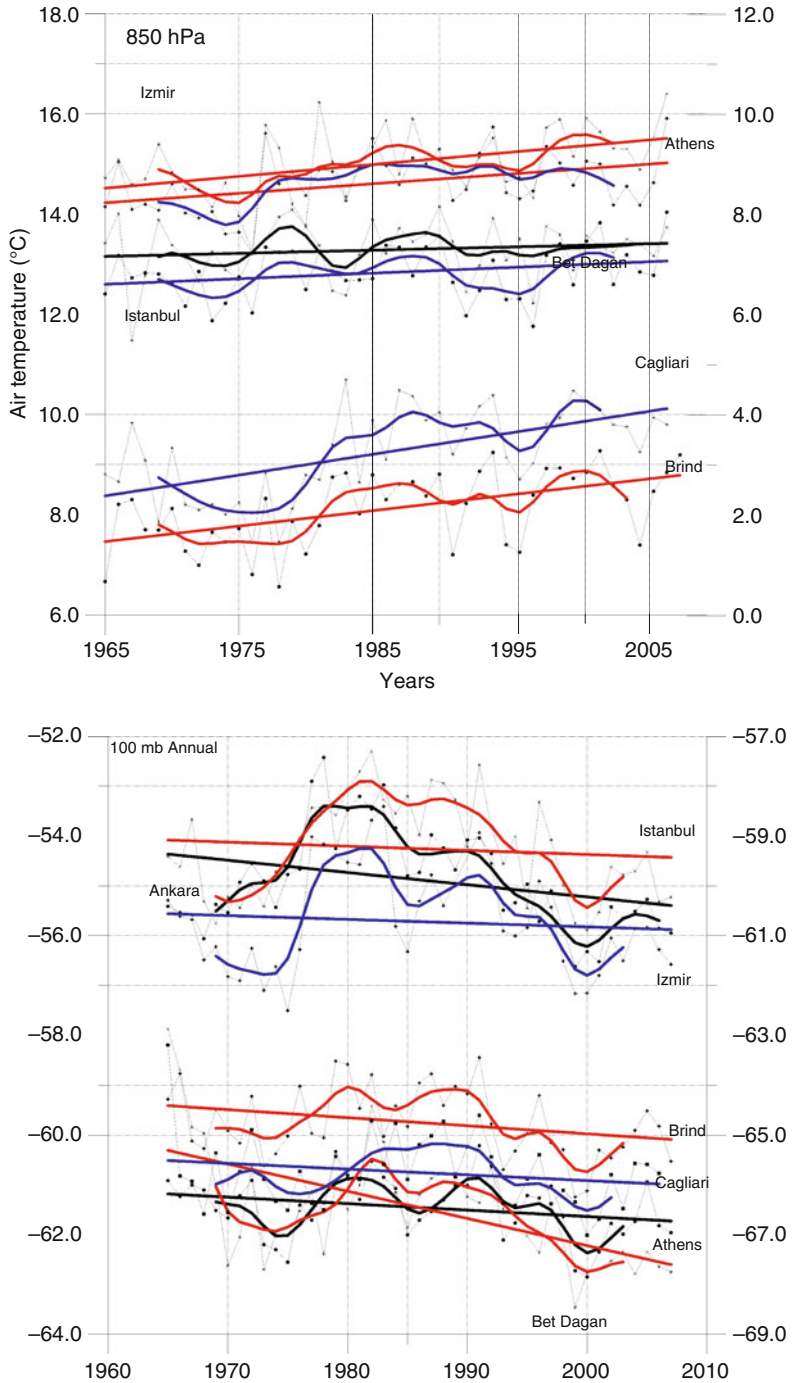 18.0
12.0
850 hPa
Izmir
16.0
10.0
Athens
14.0
8.0
Bet Dagan
12.0
6.0
Istanbul
Cagliari
10.0
4.0
Brind
8.0
2.0
6.0
0.0
Air temperature (°C)
1965
1975
1985
1995
2005
Years
–52.0
–57.0
100 mb Annual
–54.0
–59.0
Istanbul
Ankara
–56.0
–61.0
Izmir
–58.0
–63.0
–60.0
–65.0
Brind
Cagliari
–62.0
–67.0
Athens
Bet Dagan
–64.0
–69.0
1960
1970
1980
1990
2000
2010